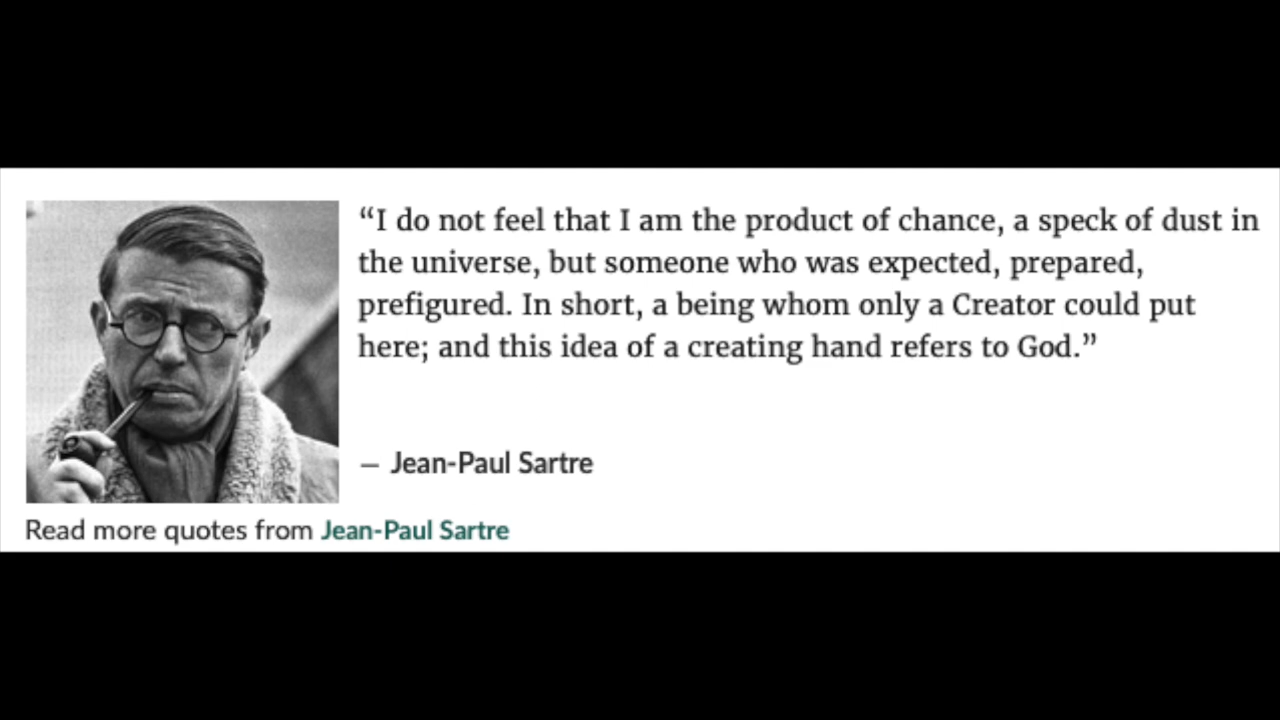 “I do not feel that I am the product of chance, a speck of dust in
the universe, but someone who was expected, prepared,
prefigured. In short, a being whom only a Creator could put
here; and this idea of a creating hand refers to God.”
— Jean-Paul Sartre
Read more quotes from Jean-Paul Sartre